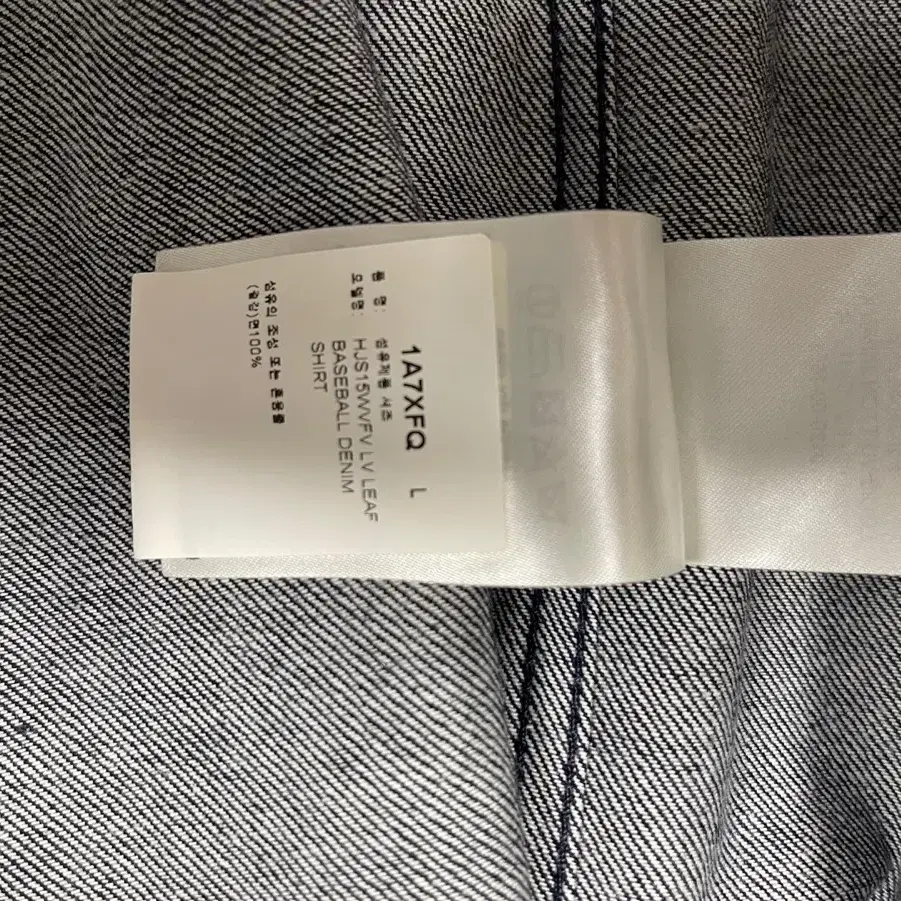 1A7XFQ L
품 명: 섬유제품 셔츠
모델명: HJS15WVFV LV LEAF
BASEBALL DENIM
SHIRT
섬유의 조성 또는 혼용률
(겉감)면100%